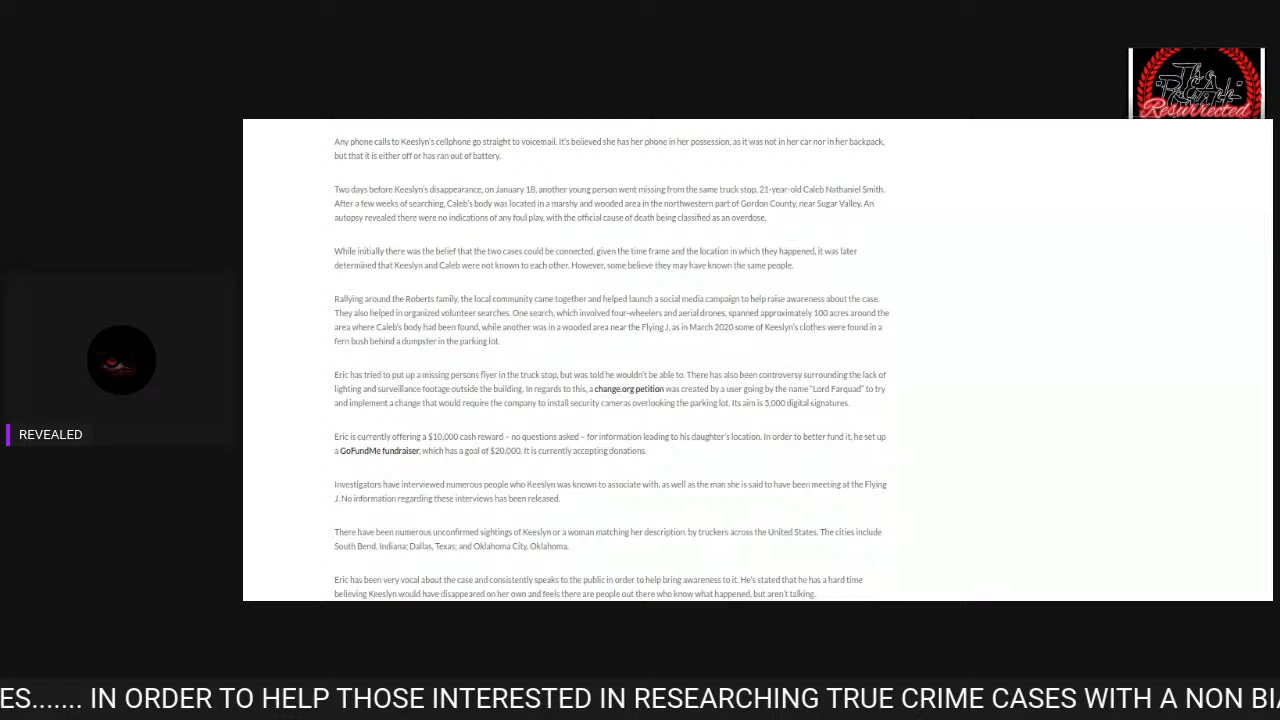 The
Resurrected
Any phone calls to Keeslyn's cellphone go straight to voicemail. It's believed she has her phone in her possession, as it was not in her car nor in her backpack,
but that it is either off or has ran out of battery.
Two days before Keeslyn's disappearance, on January 18, another young person went missing from the same truck stop, 21-year-old Caleb Nathaniel Smith.
After a few weeks of searching, Caleb's body was located in a marshy and wooded area in the northwestern part of Gordon County, near Sugar Valley. An
autopsy revealed there were no indications of any foul play, with the official cause of death being classified as an overdose.
While initially there was the belief that the two cases could be connected, given the time frame and the location in which they happened, it was later
determined that Keeslyn and Caleb were not known to each other. However, some believe they may have known the same people.
Rallying around the Roberts family, the local community came together and helped launch a social media campaign to help raise awareness about the case.
They also helped in organized volunteer searches. One search, which involved four-wheelers and aerial drones, spanned approximately 100 acres around the
area where Caleb's body had been found, while another was in a wooded area near the Flying J, as in March 2020 some of Keeslyn's clothes were found in a
fern bush behind a dumpster in the parking lot.
Eric has tried to put up a missing persons flyer in the truck stop, but was told he wouldn't be able to. There has also been controversy surrounding the lack of
lighting and surveillance footage outside the building. In regards to this, a change.org petition was created by a user going by the name "Lord Farquad" to try
and implement a change that would require the company to install security cameras overlooking the parking lot. Its aim is 5,000 digital signatures.
Eric is currently offering a $10,000 cash reward – no questions asked – for information leading to his daughter's location. In order to better fund it, he set up
a GoFundMe fundraiser, which has a goal of $20,000. It is currently accepting donations.
Investigators have interviewed numerous people who Keeslyn was known to associate with, as well as the man she is said to have been meeting at the Flying
J. No information regarding these interviews has been released.
There have been numerous unconfirmed sightings of Keeslyn or a woman matching her description. by truckers across the United States. The cities include
South Bend, Indiana; Dallas, Texas; and Oklahoma City, Oklahoma.
Eric has been very vocal about the case and consistently speaks to the public in order to help bring awareness to it. He's stated that he has a hard time
believing Keeslyn would have disappeared on her own and feels there are people out there who know what happened, but aren't talking.
REVEALED
ES....... IN ORDER TO HELP THOSE INTERESTED IN RESEARCHING TRUE CRIME CASES WITH A NON BIA